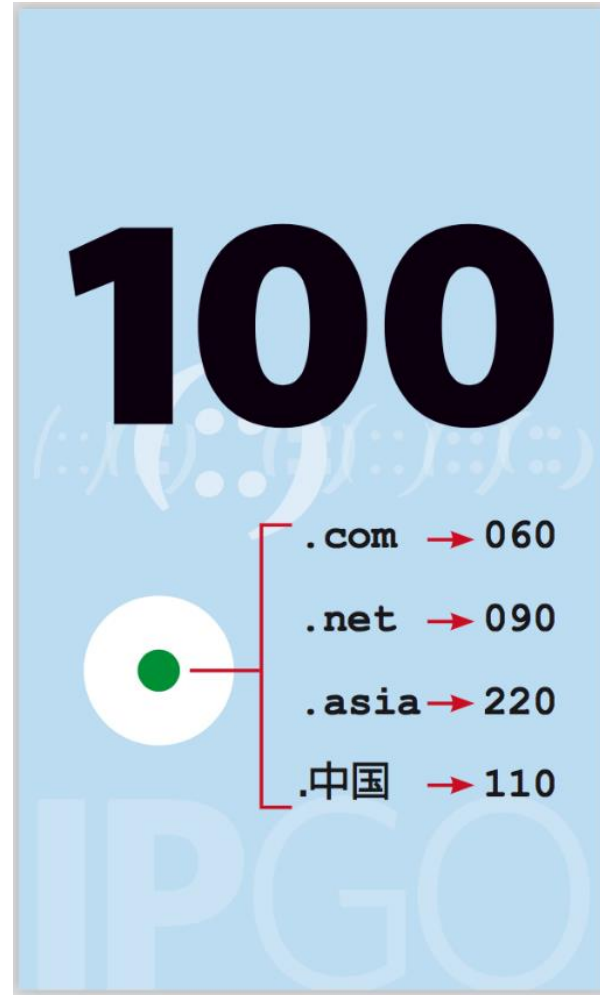 100
.com → 060
.net → 090
.asia → 220
.中国 → 110
IPGO